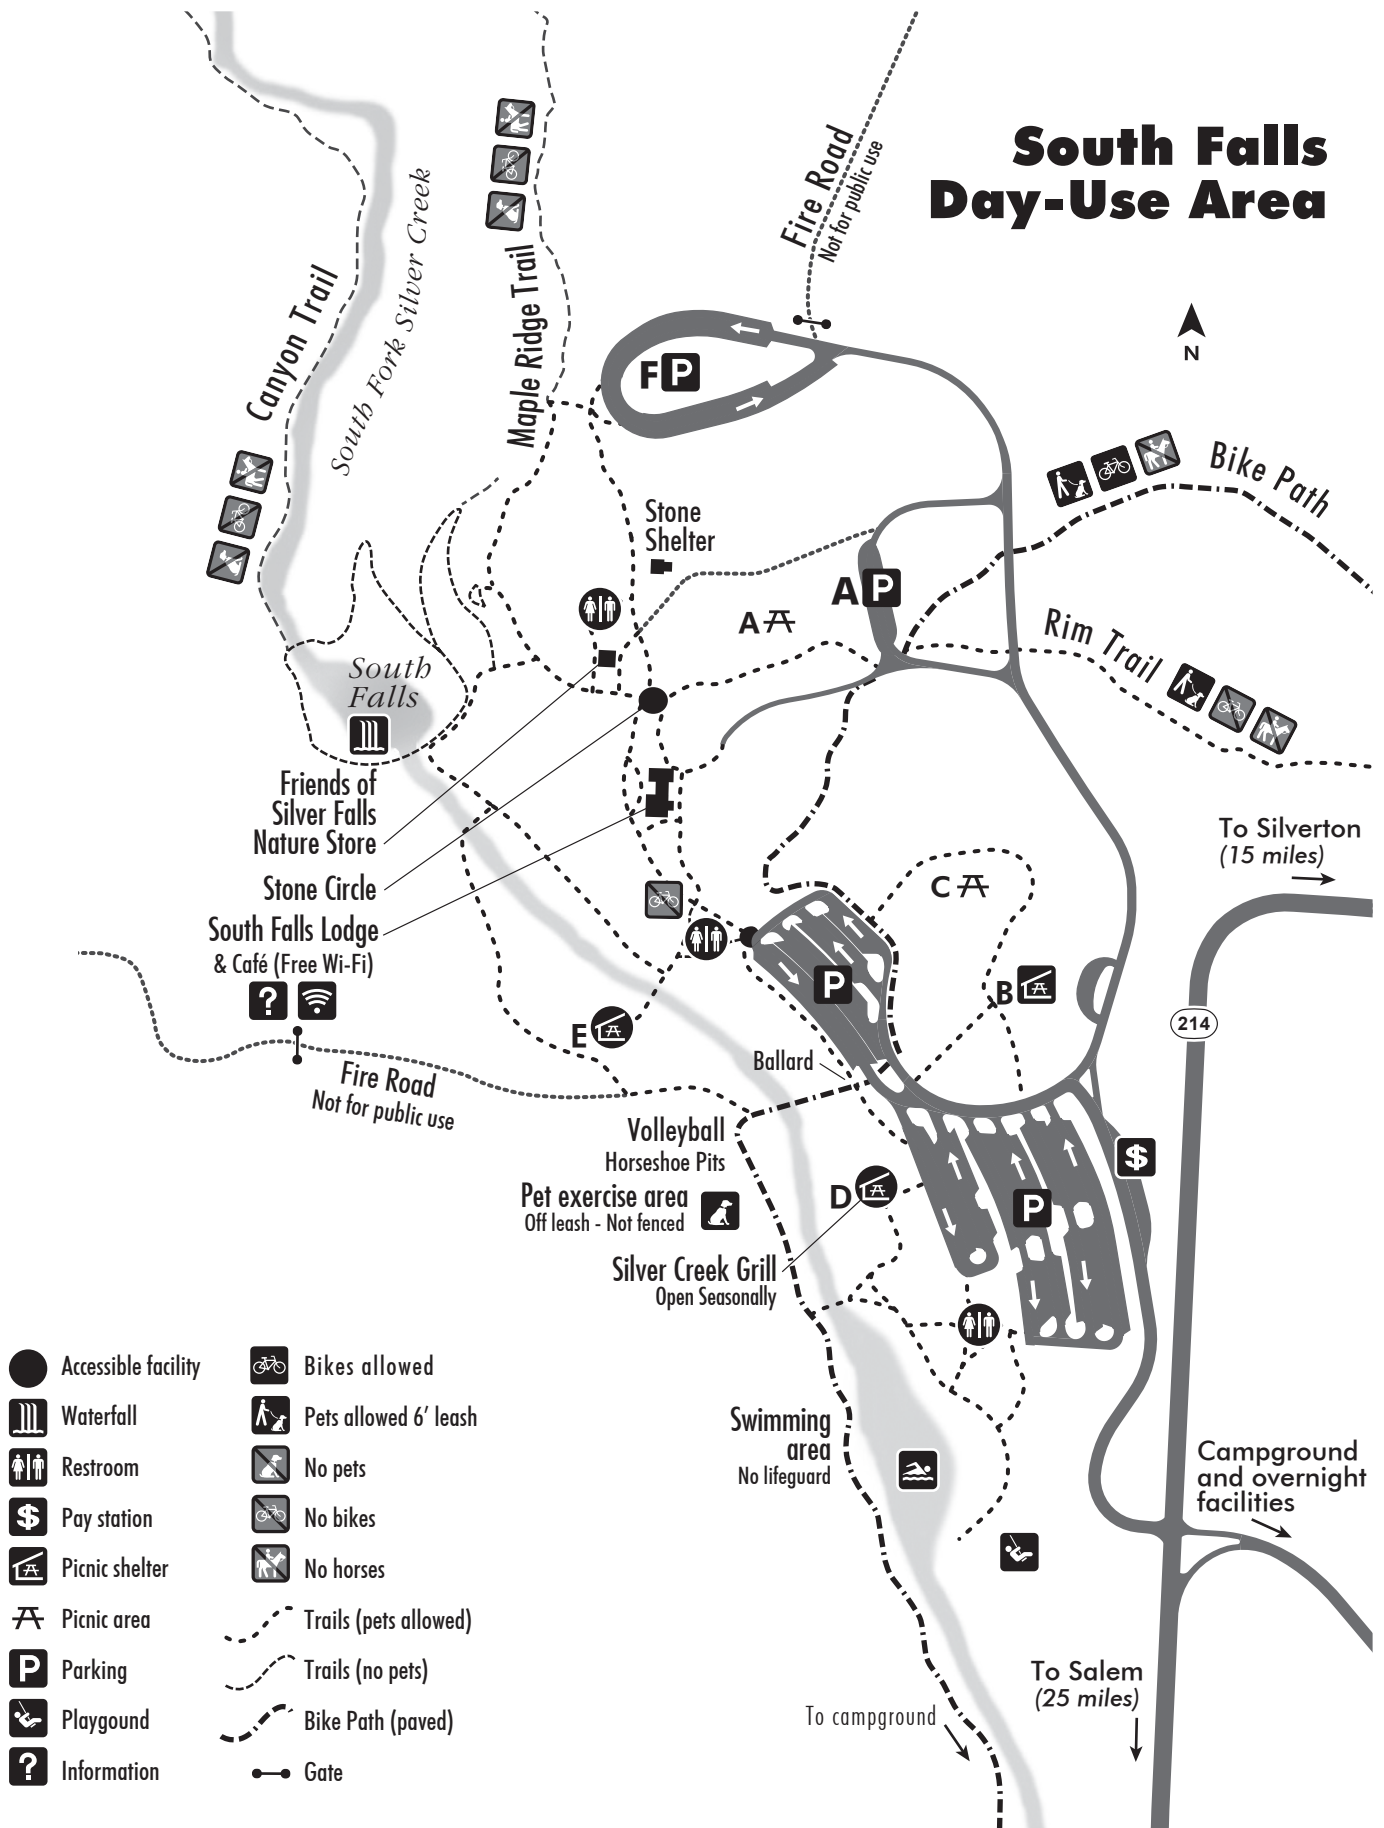 South Falls
Day-Use Area
Fire Road
Not for public use
N
Canyon Trail
South Fork Silver Creek
Maple Ridge Trail
F P
Bike Path
Stone
Shelter
A P
A
Rim Trail
South
Falls
Friends of
Silver Falls
Nature Store
Stone Circle
South Falls Lodge
& Café (Free Wi-Fi)
?
To Silverton
(15 miles)
C
P
B
214
E
Ballard
Fire Road
Not for public use
Volleyball
Horseshoe Pits
Pet exercise area
Off leash - Not fenced
$
D
P
Silver Creek Grill
Open Seasonally
Swimming
area
No lifeguard
Campground
and overnight
facilities
To Salem
(25 miles)
To campground
Accessible facility
Waterfall
Restroom
$ Pay station
Picnic shelter
Picnic area
P Parking
Playgound
? Information
Bikes allowed
Pets allowed 6’ leash
No pets
No bikes
No horses
Trails (pets allowed)
Trails (no pets)
Bike Path (paved)
Gate